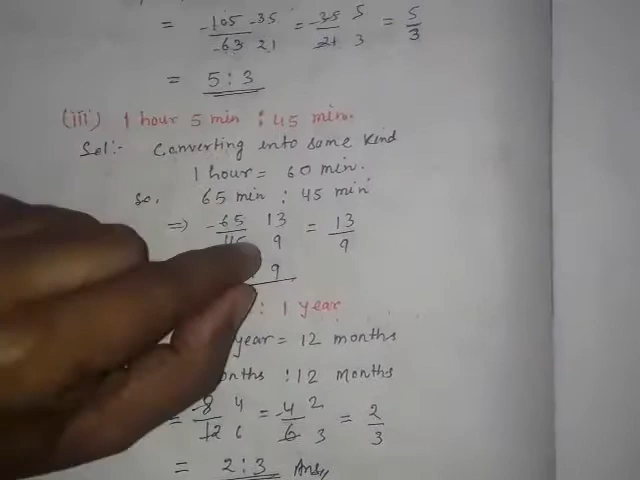 = -105 -35 / -63 21 = -35 5 / 21 3 = 5/3
= 5 : 3
(iii) 1 hour 5 min : 45 min.
Sol:- Converting into same kind
1 hour = 60 min.
so, 65 min : 45 min
=> 65 13 / 45 9 = 13/9
9
: 1 year
year = 12 months
onths : 12 months
= 8 4 / 12 6 = 4 2 / 6 3 = 2/3
= 2 : 3 Ans,,